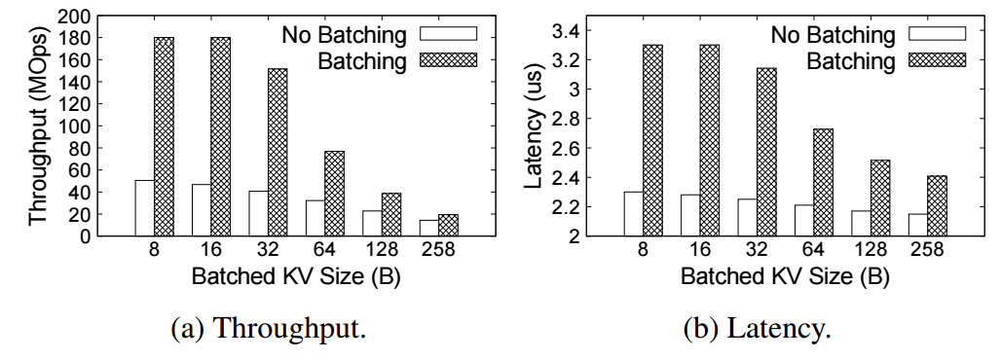 200
180
160
140
120
100
80
60
40
20
0
Throughput (MOps)
No Batching
Batching
8 16 32 64 128 258
Batched KV Size (B)
(a) Throughput.
3.4
3.2
3
2.8
2.6
2.4
2.2
2
Latency (us)
No Batching
Batching
8 16 32 64 128 258
Batched KV Size (B)
(b) Latency.